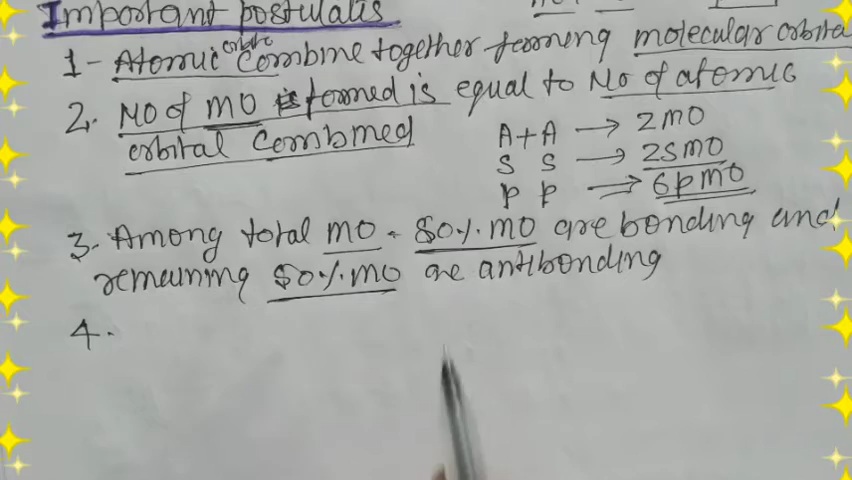 Important postulates
1- Atomic orbital Combine together forming molecular orbital
2. No of MO formed is equal to No of atomic
orbital Combined
A+A → 2MO
S S → 2SMO
P P ⟹ 6PMO
3- Among total MO - 50% MO are bonding and
remaining 50% MO are antibonding
4-